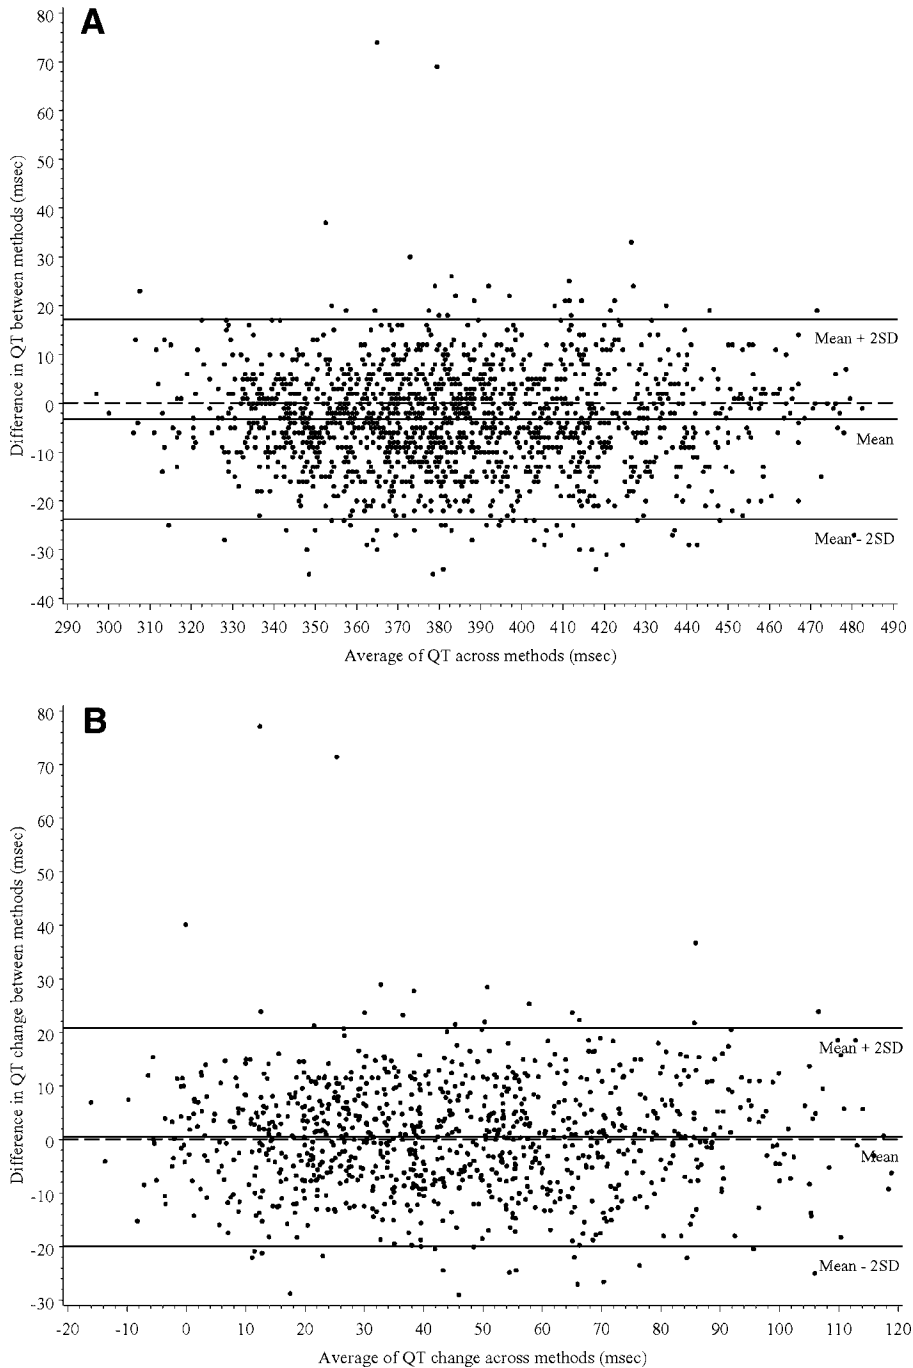 A
80
70
60
50
40
30
20
10
0
-10
-20
-30
-40
Difference in QT between methods (msec)
Mean + 2SD
Mean
Mean - 2SD
290 300 310 320 330 340 350 360 370 380 390 400 410 420 430 440 450 460 470 480 490
Average of QT across methods (msec)
B
80
70
60
50
40
30
20
10
0
-10
-20
-30
Difference in QT change between methods (msec)
Mean + 2SD
Mean
Mean - 2SD
-20 -10 0 10 20 30 40 50 60 70 80 90 100 110 120
Average of QT change across methods (msec)